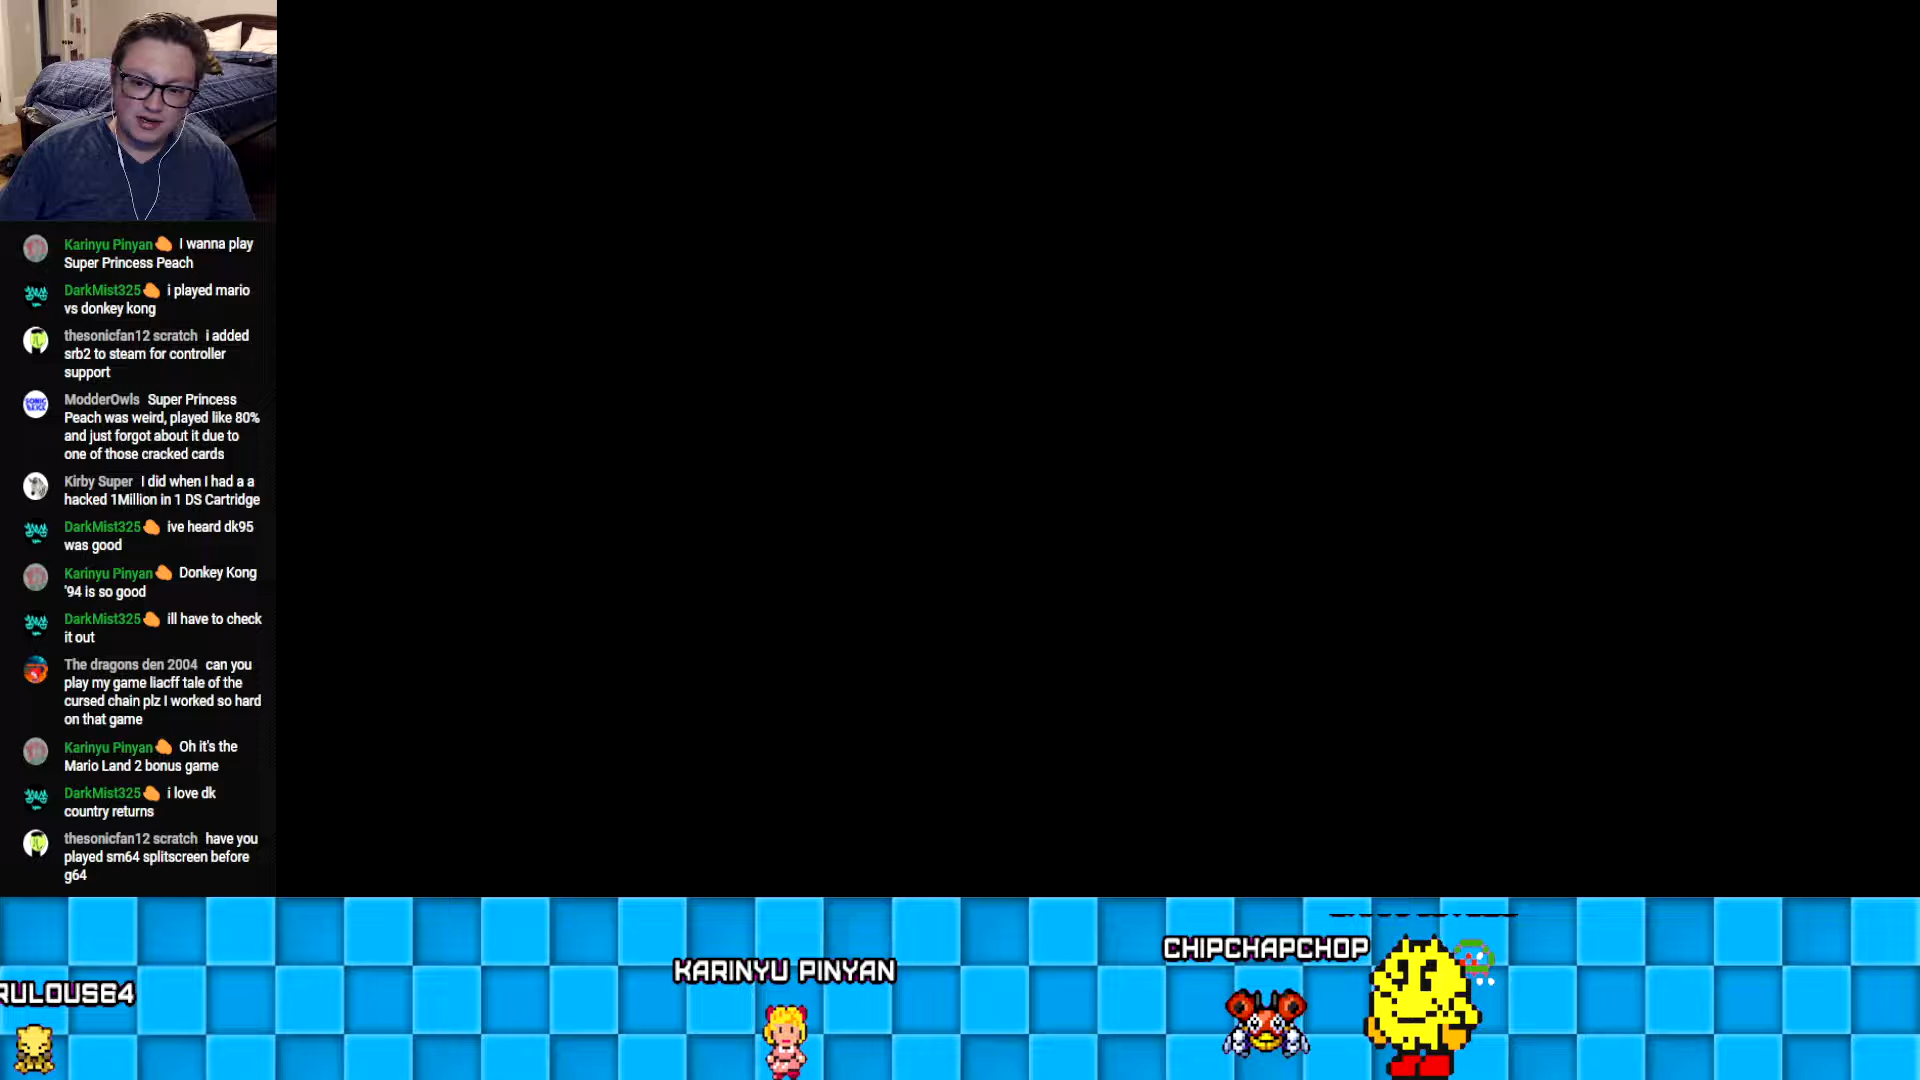 Karinyu Pinyan I wanna play
Super Princess Peach
DarkMist325 i played mario
vs donkey kong
thesonicfan12 scratch i added
srb2 to steam for controller
support
ModderOwls Super Princess
Peach was weird, played like 80%
and just forgot about it due to
one of those cracked cards
Kirby Super I did when I had a a
hacked 1Million in 1 DS Cartridge
DarkMist325 ive heard dk95
was good
Karinyu Pinyan Donkey Kong
'94 is so good
DarkMist325 ill have to check
it out
The dragons den 2004 can you
play my game liacff tale of the
cursed chain plz I worked so hard
on that game
Karinyu Pinyan Oh it's the
Mario Land 2 bonus game
DarkMist325 i love dk
country returns
thesonicfan12 scratch have you
played sm64 splitscreen before
g64
RULOUS64
KARINYU PINYAN
CHIPCHAPCHOP